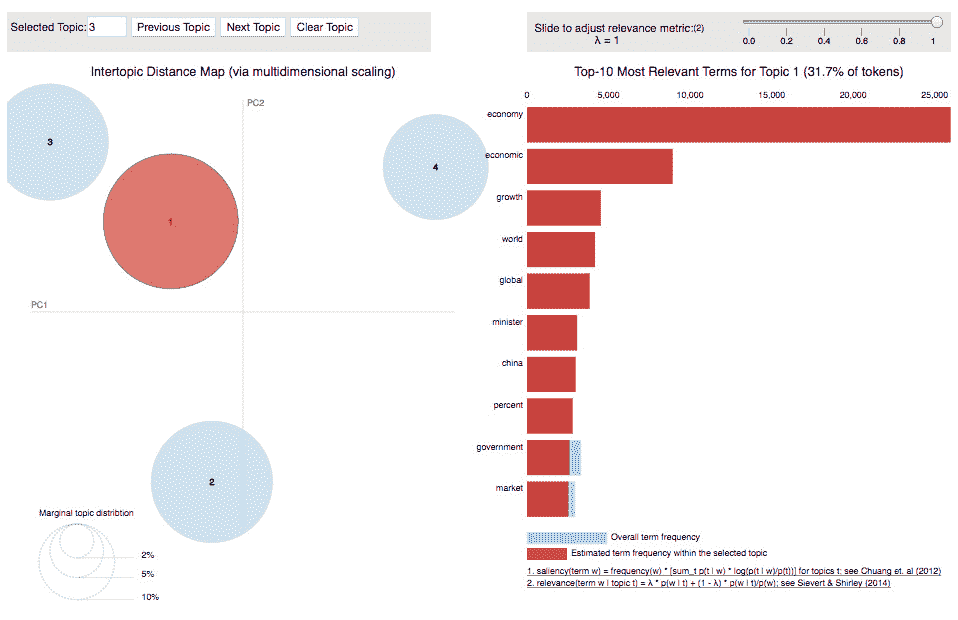 Selected Topic: 3 Previous Topic Next Topic Clear Topic
Slide to adjust relevance metric:(2)
λ = 1
0.0 0.2 0.4 0.6 0.8 1
Intertopic Distance Map (via multidimensional scaling)
PC2
PC1
3
4
1
2
Marginal topic distribtion
2%
5%
10%
Top-10 Most Relevant Terms for Topic 1 (31.7% of tokens)
0 5,000 10,000 15,000 20,000 25,000
economy
economic
growth
world
global
minister
china
percent
government
market
Overall term frequency
Estimated term frequency within the selected topic
1. saliency(term w) = frequency(w) * [sum_t p(t | w) * log(p(t | w)/p(t))] for topics t; see Chuang et. al (2012)
2. relevance(term w | topic t) = λ * p(w | t) + (1 - λ) * p(w | t)/p(w); see Sievert & Shirley (2014)